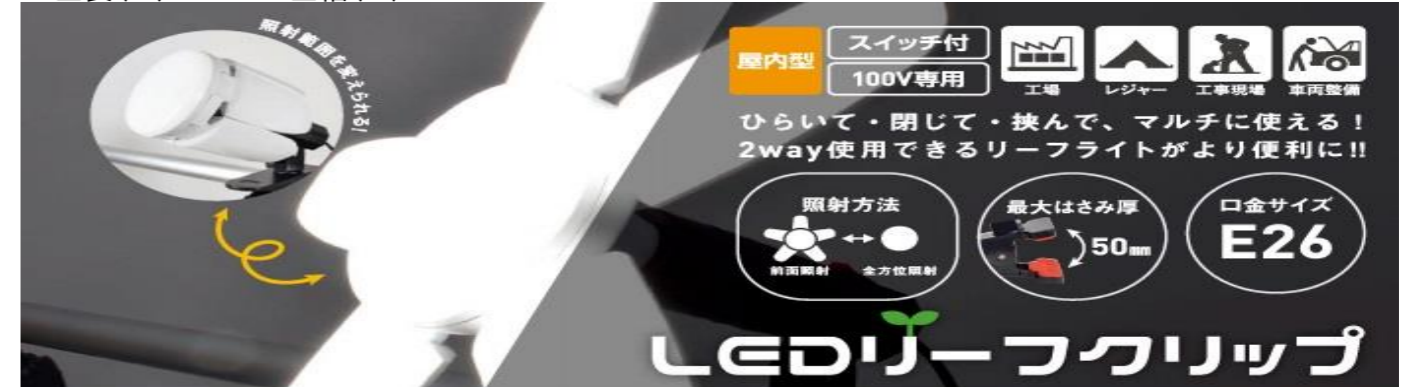 照射範囲を変えられる!
屋内型
スイッチ付
100V専用
工場
レジャー
工事現場
車両整備
ひらいて・閉じて・挟んで、マルチに使える!
2way使用できるリーフライトがより便利に!!
照射方法
前面照射
全方位照射
最大はさみ厚
50㎜
口金サイズ
E26
LEDリーフクリップ